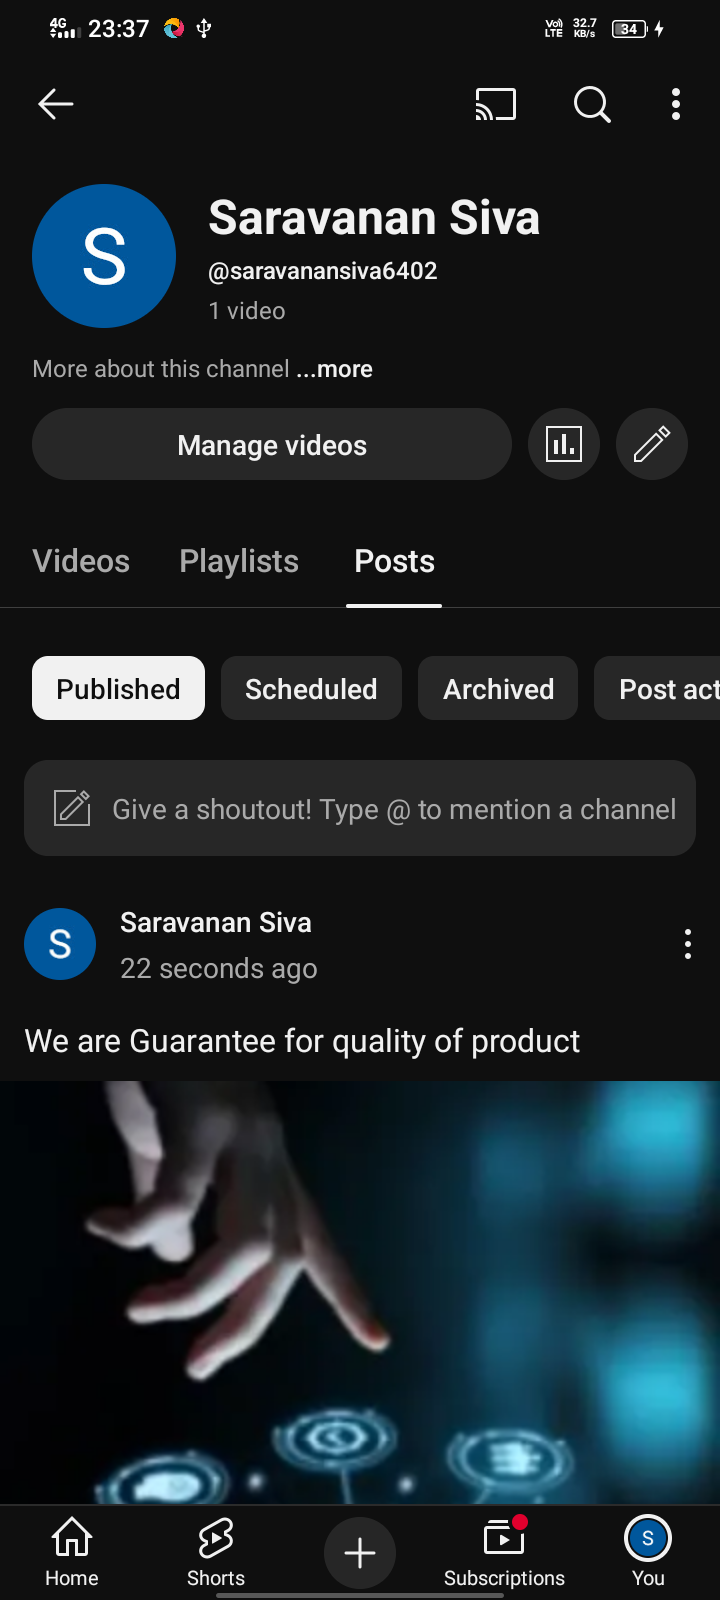 4G 23:37 Vo) LTE 32.7 KB/s 34
S
Saravanan Siva
@saravanansiva6402
1 video
More about this channel ...more
Manage videos
Videos Playlists Posts
Published Scheduled Archived Post act
Give a shoutout! Type @ to mention a channel
S
Saravanan Siva
22 seconds ago
We are Guarantee for quality of product
S
Home Shorts Subscriptions You